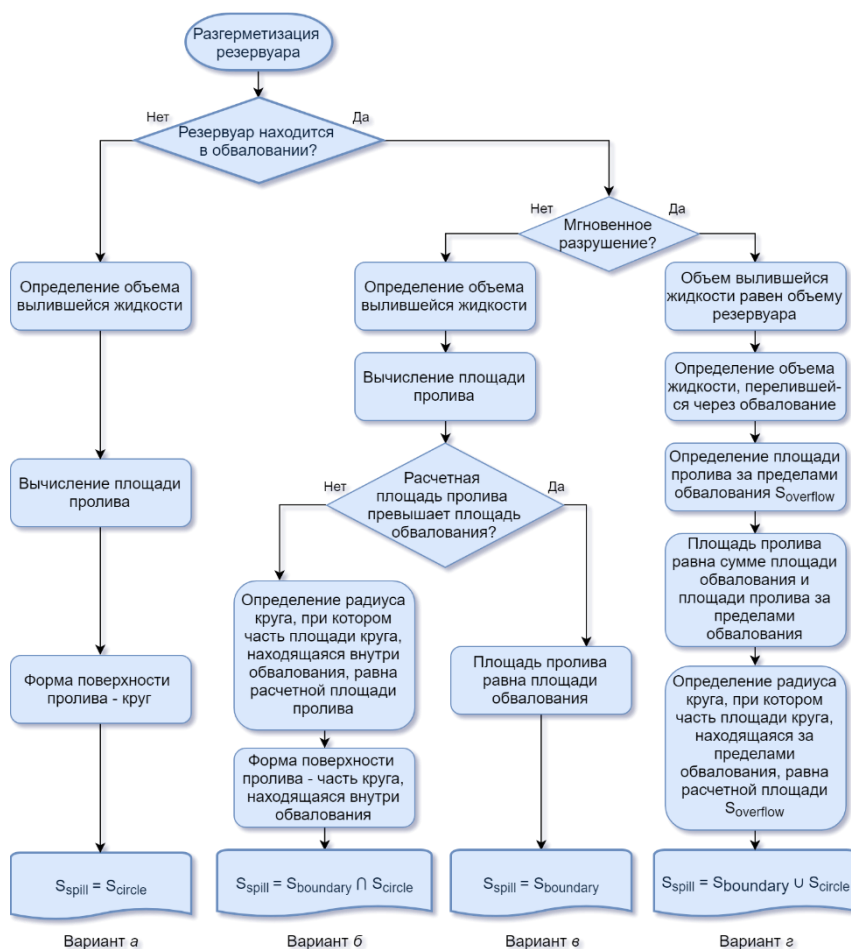 Разгерметизация
резервуара
Нет
Да
Резервуар находится
в обваловании?
Нет
Да
Мгновенное
разрушение?
Определение объема
вылившейся жидкости
Определение объема
вылившейся жидкости
Объем вылившейся
жидкости равен объему
резервуара
Вычисление площади
пролива
Определение объема
жидкости, перелившей-
ся через обвалование
Вычисление площади
пролива
Нет
Да
Расчетная
площадь пролива
превышает площадь
обвалования?
Определение площади
пролива за пределами
обвалования Soverflow
Площадь пролива
равна сумме площади
обвалования и
площади пролива за
пределами
обвалования
Определение радиуса
круга, при котором
часть площади круга,
находящаяся внутри
обвалования, равна
расчетной площади
пролива
Форма поверхности
пролива - круг
Площадь пролива
равна площади
обвалования
Определение радиуса
круга, при котором
часть площади круга,
находящаяся за
пределами
обвалования, равна
расчетной площади
Soverflow
Форма поверхности
пролива - часть круга,
находящаяся внутри
обвалования
Sspill = Scircle
Sspill = Sboundary ⋂ Scircle
Sspill = Sboundary
Sspill = Sboundary ∪ Scircle
Вариант а
Вариант б
Вариант в
Вариант г